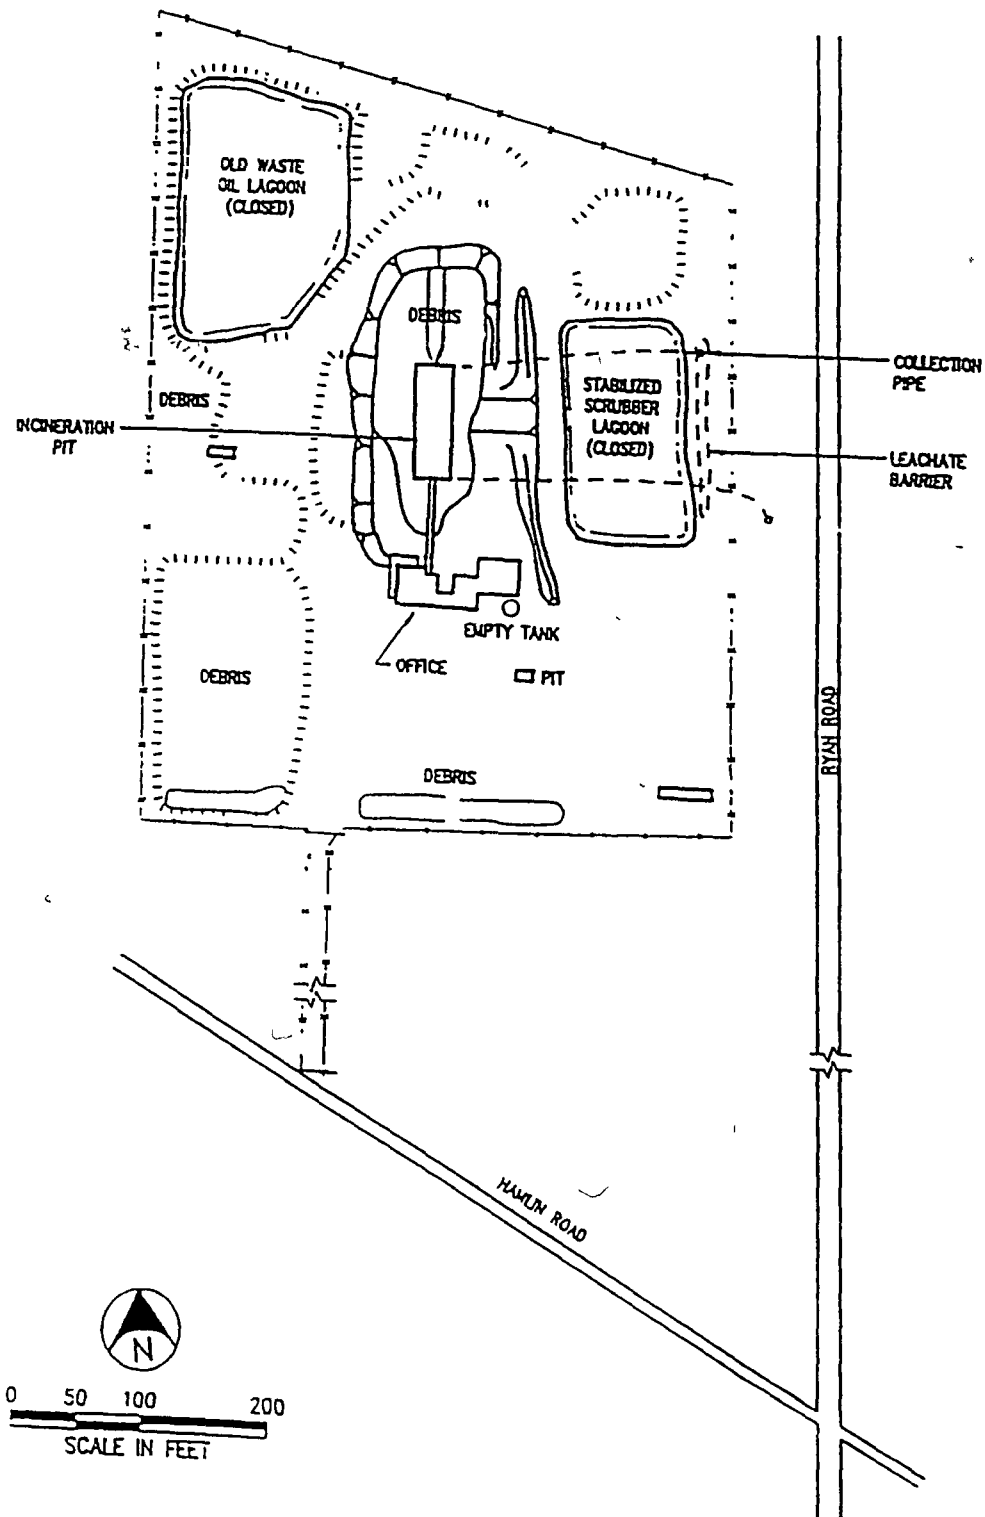 OLD WASTE
OIL LAGOON
(CLOSED)
DEBRIS
COLLECTION
PIPE
STABILIZED
SCRUBBER
LAGOON
(CLOSED)
DEBRIS
INCINERATION
PIT
LEACHATE
BARRIER
EMPTY TANK
OFFICE
PIT
DEBRIS
RYAN ROAD
DEBRIS
HAMLIN ROAD
N
0 50 100 200
SCALE IN FEET